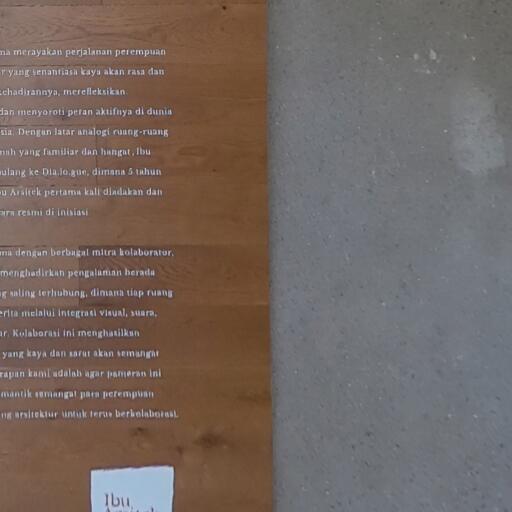 ma merayakan perjalanan perempuan
r yang senantiasa kaya akan rasa dan
kehadirannya, merefleksikan
dan menyoroti peran aktifnya di dunia
sia. Dengan latar analogi ruang-ruang
mah yang familiar dan hangat, Ibu
pulang ke Dia.lo.gue, dimana 5 tahun
bu Arsitek pertama kali diadakan dan
ara resmi di inisiasi
ma dengan berbagai mitra kolaborator,
menghadirkan pengalaman berada
g saling terhubung, dimana tiap ruang
erita melalui integrasi visual, suara,
ur. Kolaborasi ini menghasilkan
yang kaya dan sarat akan semangat
rapan kami adalah agar pameran ini
mantik semangat para perempuan
ng arsitektur untuk terus berkolaborasi.
Ibu
Arsitek